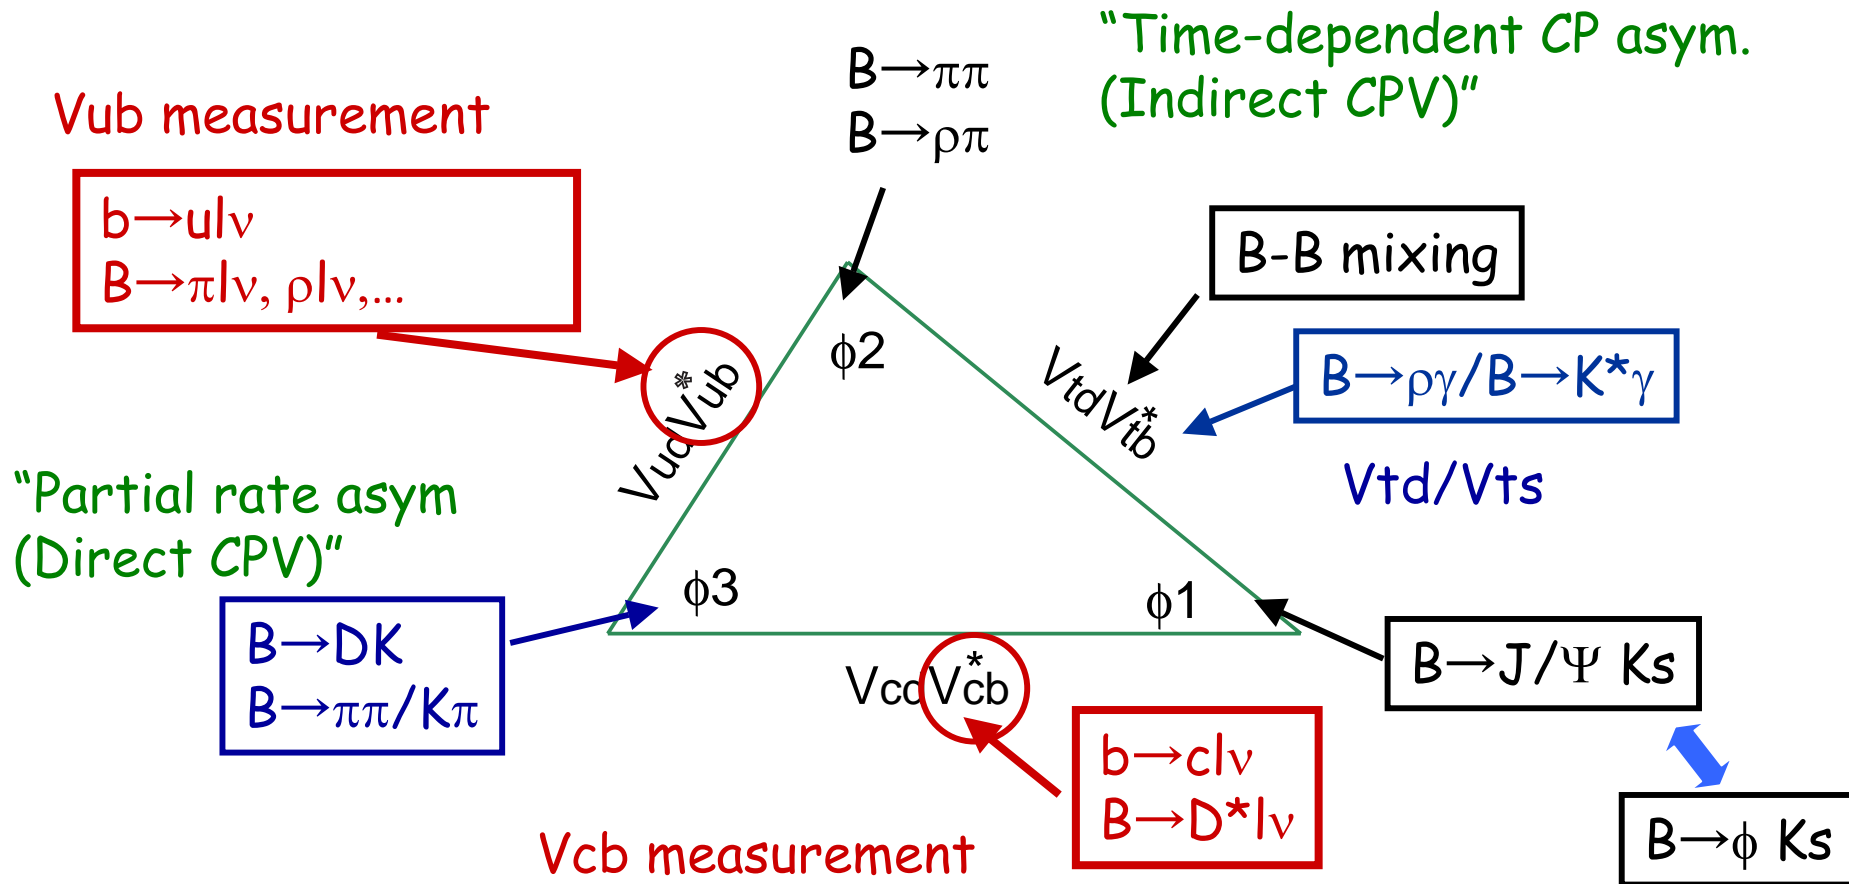 “Time-dependent CP asym.
(Indirect CPV)”
B→ππ
B→ρπ
Vub measurement
b→ulν
B→πlν, ρlν,...
B-B mixing
ϕ2
VudV*ub
VtdV*tb
B→ργ/B→K*γ
Vtd/Vts
“Partial rate asym
(Direct CPV)”
ϕ3
ϕ1
B→DK
B→ππ/Kπ
B→J/Ψ Ks
VccV*cb
b→clν
B→D*lν
Vcb measurement
B→ϕ Ks